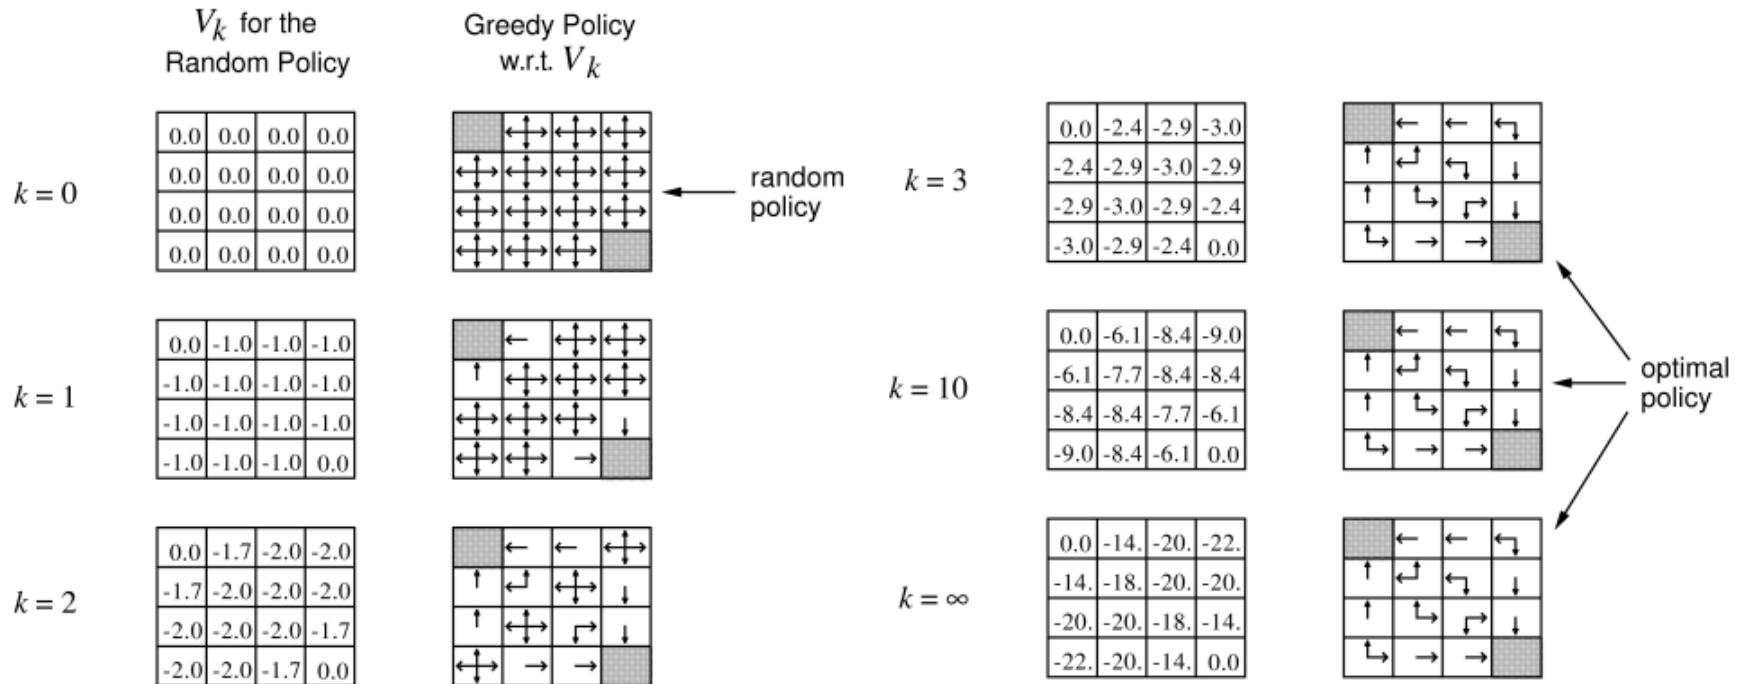 V_k for the
Random Policy
Greedy Policy
w.r.t. V_k
k = 0
0.0 0.0 0.0 0.0
0.0 0.0 0.0 0.0
0.0 0.0 0.0 0.0
0.0 0.0 0.0 0.0
random
policy
k = 1
0.0 -1.0 -1.0 -1.0
-1.0 -1.0 -1.0 -1.0
-1.0 -1.0 -1.0 -1.0
-1.0 -1.0 -1.0 0.0
k = 2
0.0 -1.7 -2.0 -2.0
-1.7 -2.0 -2.0 -2.0
-2.0 -2.0 -2.0 -1.7
-2.0 -2.0 -1.7 0.0
k = 3
0.0 -2.4 -2.9 -3.0
-2.4 -2.9 -3.0 -2.9
-2.9 -3.0 -2.9 -2.4
-3.0 -2.9 -2.4 0.0
k = 10
0.0 -6.1 -8.4 -9.0
-6.1 -7.7 -8.4 -8.4
-8.4 -8.4 -7.7 -6.1
-9.0 -8.4 -6.1 0.0
optimal
policy
k = ∞
0.0 -14. -20. -22.
-14. -18. -20. -20.
-20. -20. -18. -14.
-22. -20. -14. 0.0